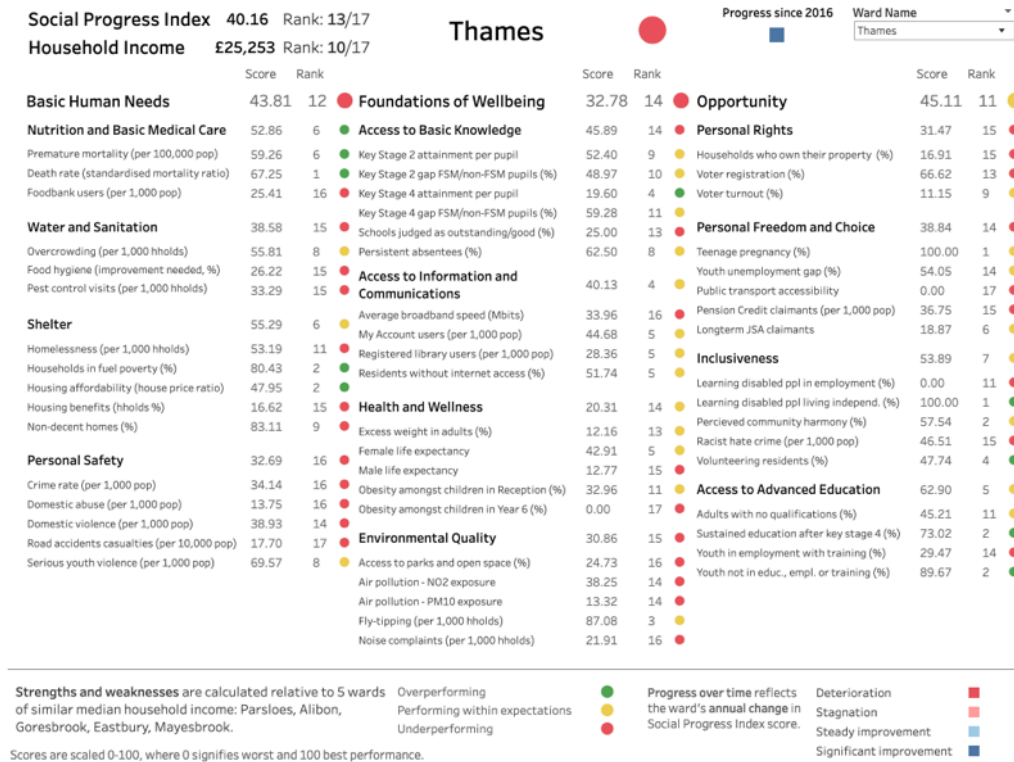 Social Progress Index 40.16 Rank: 13/17
Household Income £25,253 Rank: 10/17
Thames
Progress since 2016
Ward Name
Thames
Score Rank
Basic Human Needs 43.81 12
Nutrition and Basic Medical Care 52.86 6
Premature mortality (per 100,000 pop) 59.26 6
Death rate (standardised mortality ratio) 67.25 1
Foodbank users (per 1,000 pop) 25.41 16
Water and Sanitation 38.58 15
Overcrowding (per 1,000 hholds) 55.81 8
Food hygiene (improvement needed, %) 26.22 15
Pest control visits (per 1,000 hholds) 33.29 15
Shelter 55.29 6
Homelessness (per 1,000 hholds) 53.19 11
Households in fuel poverty (%) 80.43 2
Housing affordability (house price ratio) 47.95 2
Housing benefits (hholds %) 16.62 15
Non-decent homes (%) 83.11 9
Personal Safety 32.69 16
Crime rate (per 1,000 pop) 34.14 16
Domestic abuse (per 1,000 pop) 13.75 16
Domestic violence (per 1,000 pop) 38.93 14
Road accidents casualties (per 10,000 pop) 17.70 17
Serious youth violence (per 1,000 pop) 69.57 8
Score Rank
Foundations of Wellbeing 32.78 14
Access to Basic Knowledge 45.89 14
Key Stage 2 attainment per pupil 52.40 9
Key Stage 2 gap FSM/non-FSM pupils (%) 48.97 10
Key Stage 4 attainment per pupil 19.60 4
Key Stage 4 gap FSM/non-FSM pupils (%) 59.28 11
Schools judged as outstanding/good (%) 25.00 13
Persistent absentees (%) 62.50 8
Access to Information and
Communications 40.13 4
Average broadband speed (Mbits) 33.96 16
My Account users (per 1,000 pop) 44.68 5
Registered library users (per 1,000 pop) 28.36 5
Residents without internet access (%) 51.74 5
Health and Wellness 20.31 14
Excess weight in adults (%) 12.16 13
Female life expectancy 42.91 5
Male life expectancy 12.77 15
Obesity amongst children in Reception (%) 32.96 11
Obesity amongst children in Year 6 (%) 0.00 17
Environmental Quality 30.86 15
Access to parks and open space (%) 24.73 16
Air pollution - NO2 exposure 38.25 14
Air pollution - PM10 exposure 13.32 14
Fly-tipping (per 1,000 hholds) 87.08 3
Noise complaints (per 1,000 hholds) 21.91 16
Score Rank
Opportunity 45.11 11
Personal Rights 31.47 15
Households who own their property (%) 16.91 15
Voter registration (%) 66.62 13
Voter turnout (%) 11.15 9
Personal Freedom and Choice 38.84 14
Teenage pregnancy (%) 100.00 1
Youth unemployment gap (%) 54.05 14
Public transport accessibility 0.00 17
Pension Credit claimants (per 1,000 pop) 36.75 15
Longterm JSA claimants 18.87 6
Inclusiveness 53.89 7
Learning disabled ppl in employment (%) 0.00 11
Learning disabled ppl living independ. (%) 100.00 1
Percieved community harmony (%) 57.54 2
Racist hate crime (per 1,000 pop) 46.51 15
Volunteering residents (%) 47.74 4
Access to Advanced Education 62.90 5
Adults with no qualifications (%) 45.21 11
Sustained education after key stage 4 (%) 73.02 2
Youth in employment with training (%) 29.47 14
Youth not in educ., empl. or training (%) 89.67 2
Strengths and weaknesses are calculated relative to 5 wards
of similar median household income: Parsloes, Alibon,
Goresbrook, Eastbury, Mayesbrook.
Scores are scaled 0-100, where 0 signifies worst and 100 best performance.
Overperforming
Performing within expectations
Underperforming
Progress over time reflects
the ward's annual change in
Social Progress Index score.
Deterioration
Stagnation
Steady improvement
Significant improvement